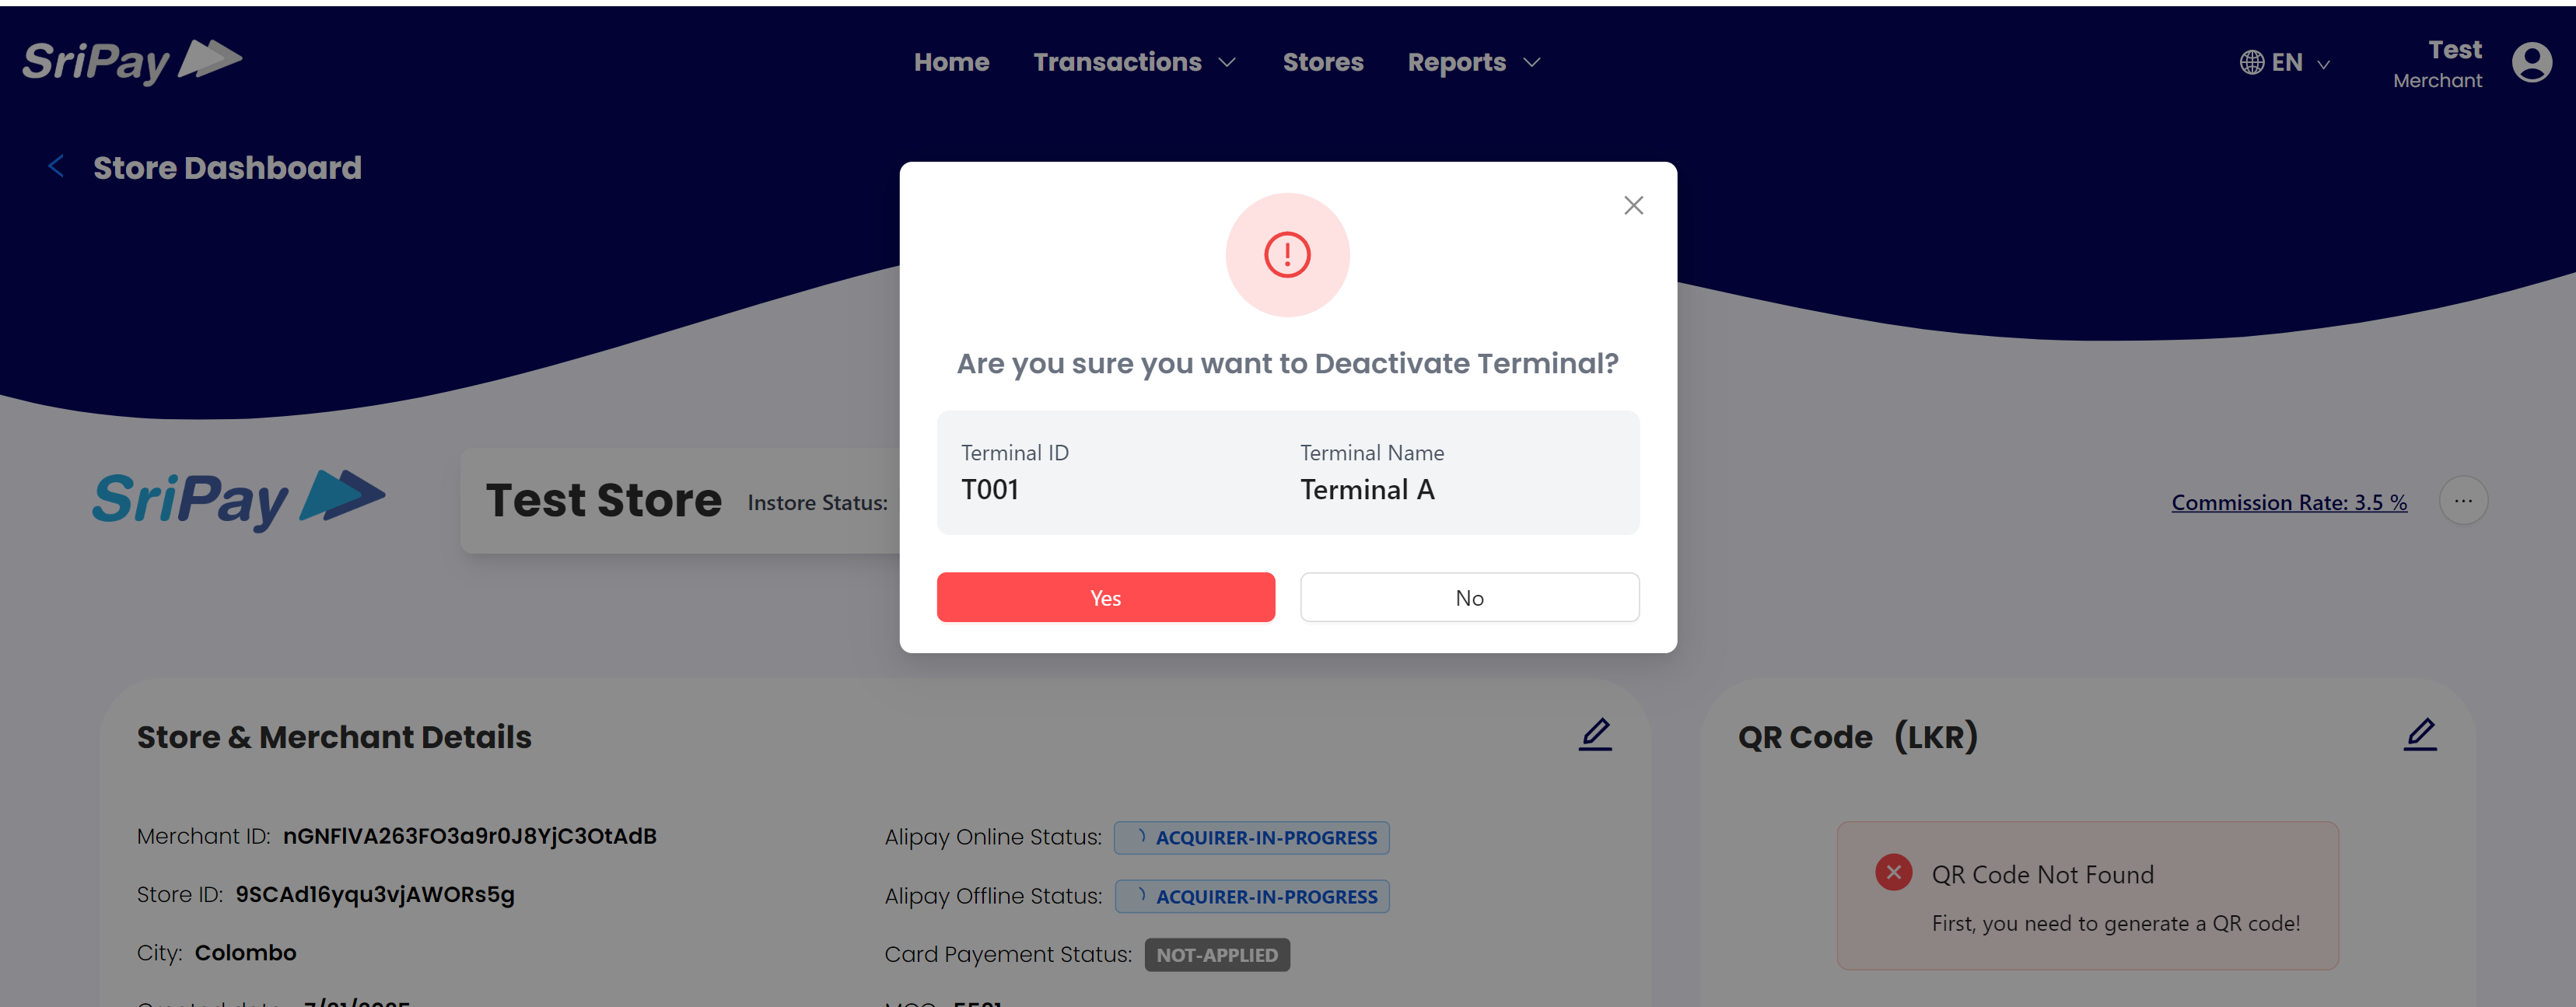 SriPay
Home Transactions Stores Reports
EN
Test
Merchant
Store Dashboard
Are you sure you want to Deactivate Terminal?
Terminal ID Terminal Name
T001 Terminal A
Yes No
SriPay
Test Store Instore Status:
Commission Rate: 3.5 %
Store & Merchant Details
Merchant ID: nGNFlVA263FO3a9r0J8YjC3OtAdB
Store ID: 9SCAd16yqu3vjAWORs5g
City: Colombo
Alipay Online Status: ACQUIRER-IN-PROGRESS
Alipay Offline Status: ACQUIRER-IN-PROGRESS
Card Payement Status: NOT-APPLIED
QR Code (LKR)
QR Code Not Found
First, you need to generate a QR code!